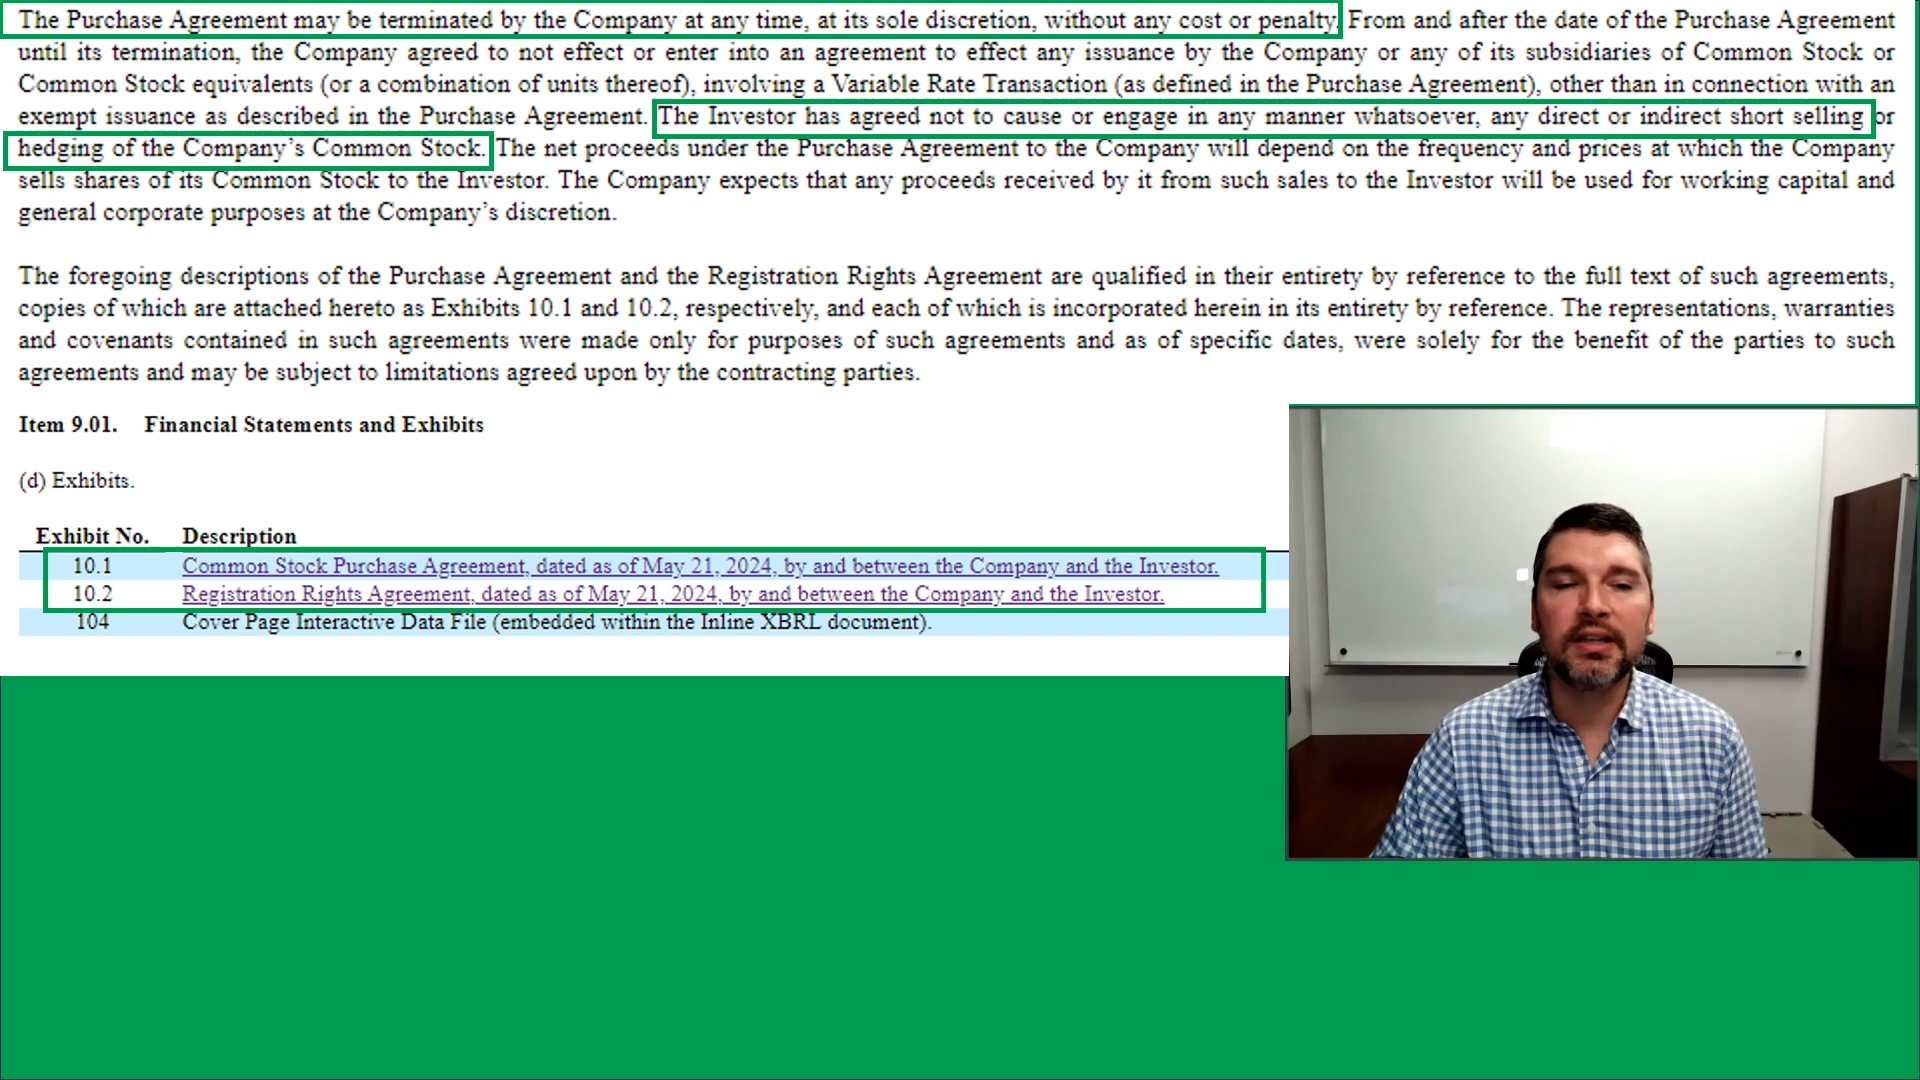 The Purchase Agreement may be terminated by the Company at any time, at its sole discretion, without any cost or penalty. From and after the date of the Purchase Agreement
until its termination, the Company agreed to not effect or enter into an agreement to effect any issuance by the Company or any of its subsidiaries of Common Stock or
Common Stock equivalents (or a combination of units thereof), involving a Variable Rate Transaction (as defined in the Purchase Agreement), other than in connection with an
exempt issuance as described in the Purchase Agreement. The Investor has agreed not to cause or engage in any manner whatsoever, any direct or indirect short selling or
hedging of the Company’s Common Stock. The net proceeds under the Purchase Agreement to the Company will depend on the frequency and prices at which the Company
sells shares of its Common Stock to the Investor. The Company expects that any proceeds received by it from such sales to the Investor will be used for working capital and
general corporate purposes at the Company’s discretion.
The foregoing descriptions of the Purchase Agreement and the Registration Rights Agreement are qualified in their entirety by reference to the full text of such agreements,
copies of which are attached hereto as Exhibits 10.1 and 10.2, respectively, and each of which is incorporated herein in its entirety by reference. The representations, warranties
and covenants contained in such agreements were made only for purposes of such agreements and as of specific dates, were solely for the benefit of the parties to such
agreements and may be subject to limitations agreed upon by the contracting parties.
Item 9.01. Financial Statements and Exhibits
(d) Exhibits.
Exhibit No. Description
10.1 Common Stock Purchase Agreement, dated as of May 21, 2024, by and between the Company and the Investor.
10.2 Registration Rights Agreement, dated as of May 21, 2024, by and between the Company and the Investor.
104 Cover Page Interactive Data File (embedded within the Inline XBRL document).